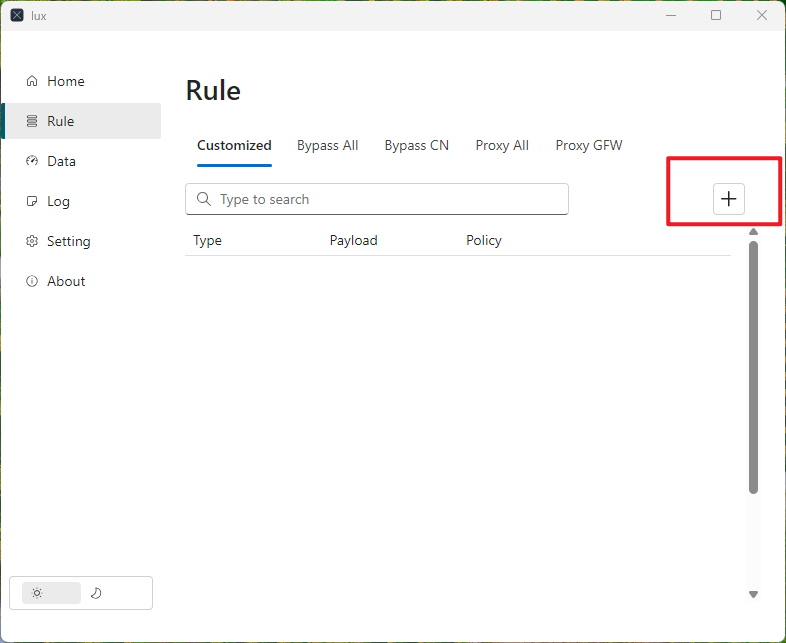 lux
Home
Rule
Data
Log
Setting
About
Rule
Customized Bypass All Bypass CN Proxy All Proxy GFW
Type to search
Type Payload Policy